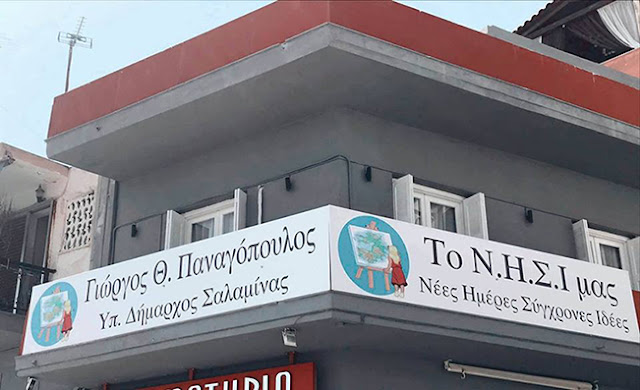 Γιώργος Θ. Παναγόπουλος
Υπ. Δήμαρχος Σαλαμίνας
Το Ν.Η.Σ.Ι μας
Νέες Ημέρες Σύγχρονες Ιδέες